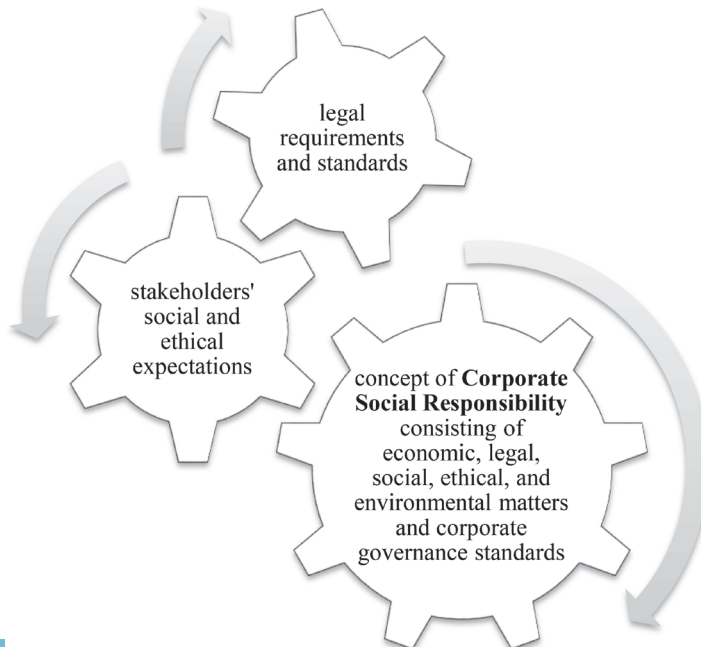 legal
requirements
and standards
stakeholders'
social and
ethical
expectations
concept of Corporate
Social Responsibility
consisting of
economic, legal,
social, ethical, and
environmental matters
and corporate
governance standards